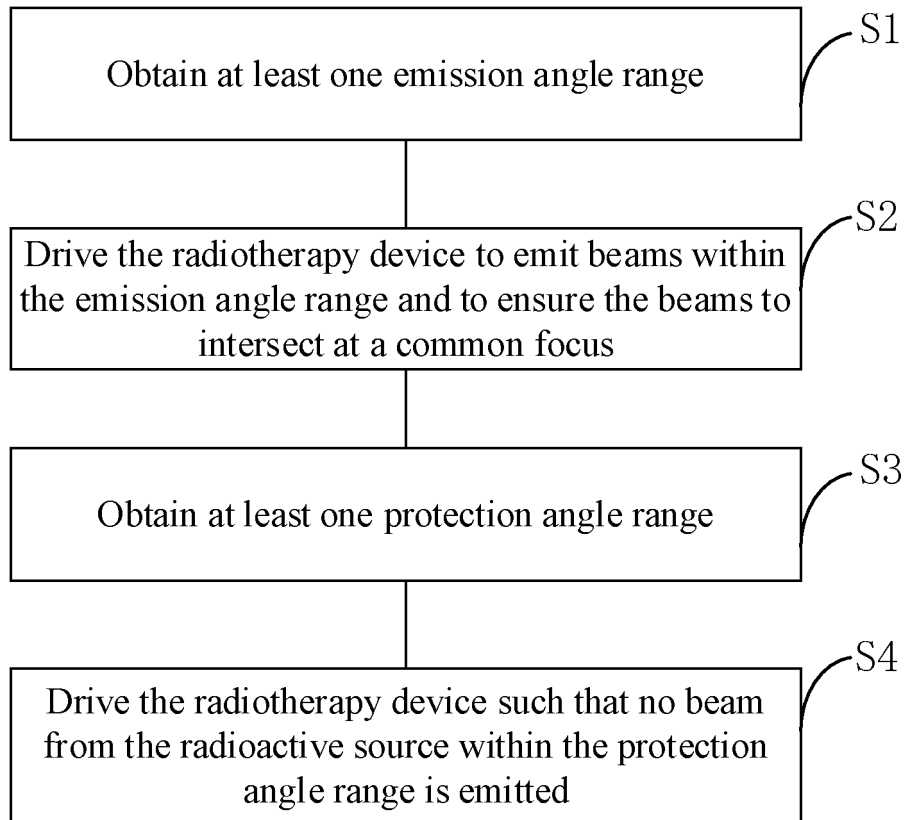 S1
Obtain at least one emission angle range
S2
Drive the radiotherapy device to emit beams within
the emission angle range and to ensure the beams to
intersect at a common focus
S3
Obtain at least one protection angle range
S4
Drive the radiotherapy device such that no beam
from the radioactive source within the protection
angle range is emitted